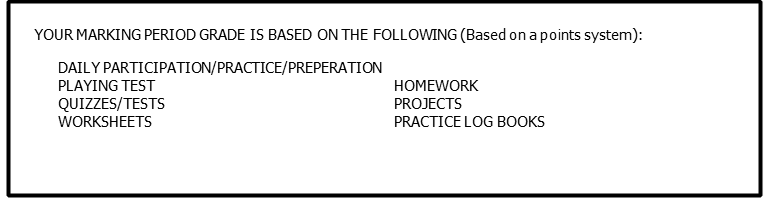 YOUR MARKING PERIOD GRADE IS BASED ON THE FOLLOWING (Based on a points system):
DAILY PARTICIPATION/PRACTICE/PREPERATION
PLAYING TEST HOMEWORK
QUIZZES/TESTS PROJECTS
WORKSHEETS PRACTICE LOG BOOKS